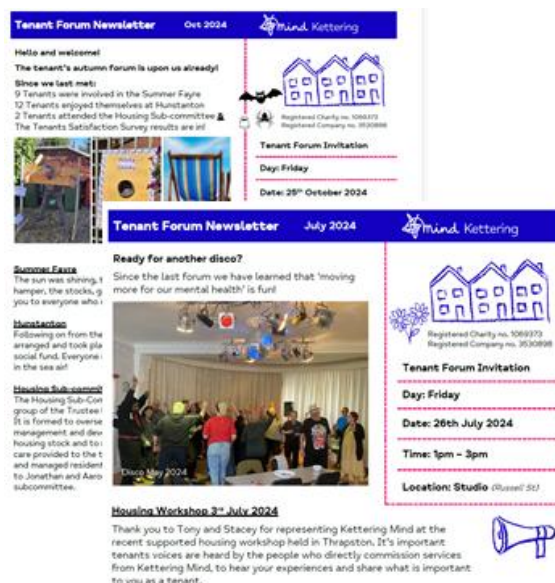 Tenant Forum Newsletter Oct 2024
mind Kettering
Hello and welcome!
The tenant's autumn forum is upon us already!
Since we last met:
9 Tenants were involved in the Summer Fayre
12 Tenants enjoyed themselves at Hunstanton
2 Tenants attended the Housing Sub-committee
The Tenants Satisfaction Survey results are in!
Registered Charity no. 1069373
Registered Company no. 3530898
Tenant Forum Invitation
Day: Friday
Date: 25th October 2024
Summer Fayre
The sun was shining,
hamper, the stocks, g
you to everyone who
Hunstanton
Following on from the
arranged and took pla
social fund. Everyone
in the sea air!
Housing Sub-commit
The Housing Sub-Com
group of the Trustee
It is formed to overse
management and dev
housing stock and to
care provided to the t
and managed resident
to Jonathan and Aaro
subcommittee.
Tenant Forum Newsletter July 2024
mind Kettering
Ready for another disco?
Since the last forum we have learned that 'moving
more for our mental health' is fun!
Disco May 2024
Registered Charity no. 1069373
Registered Company no. 3530898
Tenant Forum Invitation
Day: Friday
Date: 26th July 2024
Time: 1pm – 3pm
Location: Studio (Russell St)
Housing Workshop 3rd July 2024
Thank you to Tony and Stacey for representing Kettering Mind at the
recent supported housing workshop held in Thrapston. It's important
tenants voices are heard by the people who directly commission services
from Kettering Mind, to hear your experiences and share what is important
to you as a tenant.